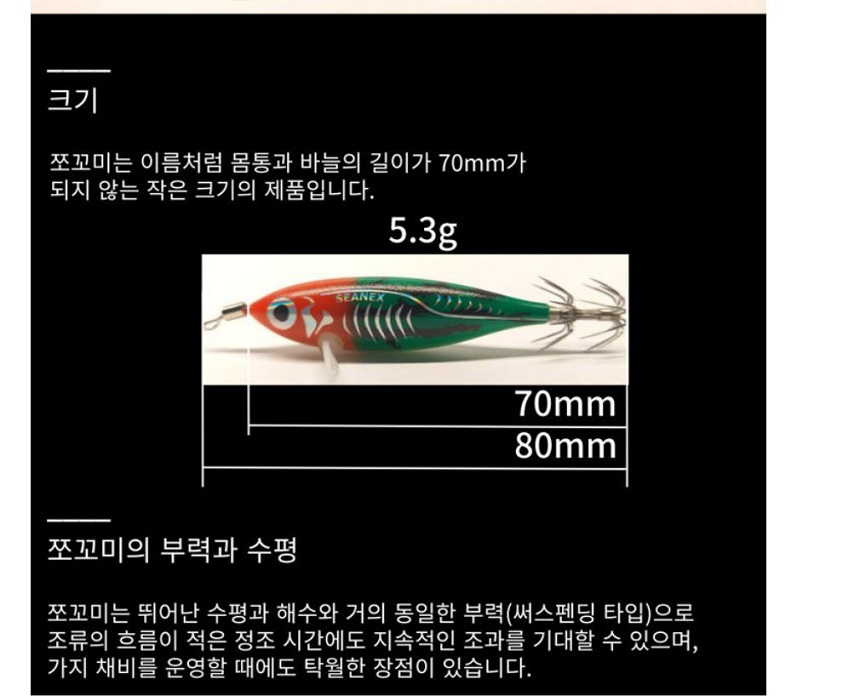 크기
쪼꼬미는 이름처럼 몸통과 바늘의 길이가 70mm가
되지 않는 작은 크기의 제품입니다.
5.3g
SEANEX
70mm
80mm
쪼꼬미의 부력과 수평
쪼꼬미는 뛰어난 수평과 해수와 거의 동일한 부력(써스펜딩 타입)으로
조류의 흐름이 적은 정조 시간에도 지속적인 조과를 기대할 수 있으며,
가지 채비를 운영할 때에도 탁월한 장점이 있습니다.